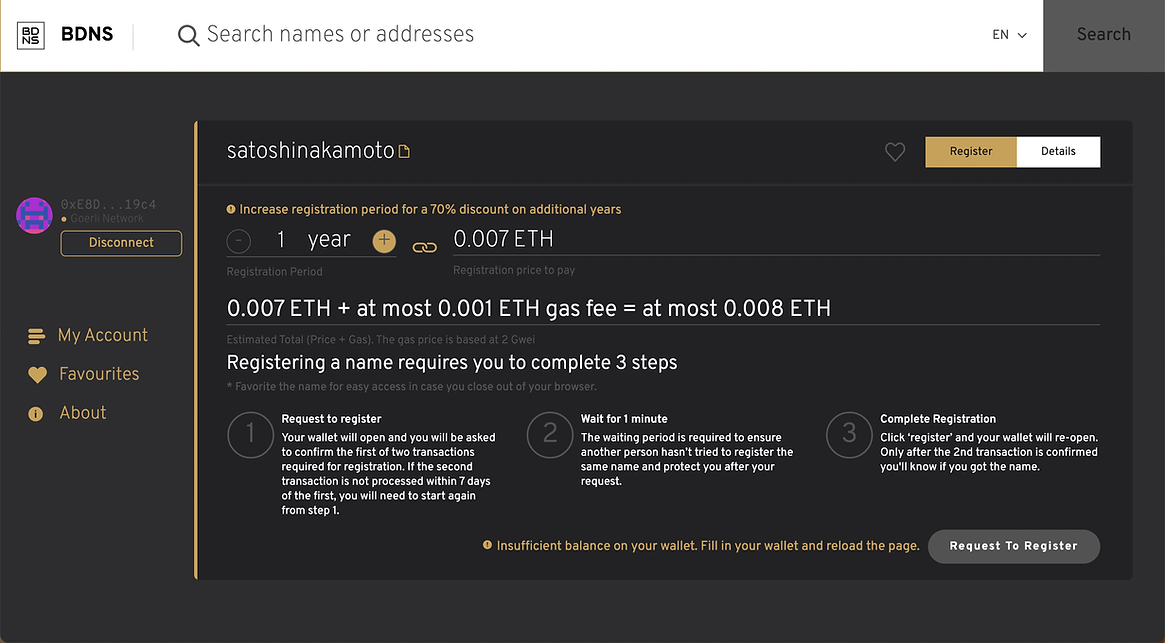 BD
NS
BDNS
Search names or addresses
EN
Search
satoshinakamoto
Register
Details
0xE8D...19c4
Goerli Network
Disconnect
My Account
Favourites
About
Increase registration period for a 70% discount on additional years
- 1 year +
0.007 ETH
Registration Period
Registration price to pay
0.007 ETH + at most 0.001 ETH gas fee = at most 0.008 ETH
Estimated Total (Price + Gas). The gas price is based at 2 Gwei
Registering a name requires you to complete 3 steps
* Favorite the name for easy access in case you close out of your browser.
1
Request to register
Your wallet will open and you will be asked
to confirm the first of two transactions
required for registration. If the second
transaction is not processed within 7 days
of the first, you will need to start again
from step 1.
2
Wait for 1 minute
The waiting period is required to ensure
another person hasn't tried to register the
same name and protect you after your
request.
3
Complete Registration
Click 'register' and your wallet will re-open.
Only after the 2nd transaction is confirmed
you'll know if you got the name.
Insufficient balance on your wallet. Fill in your wallet and reload the page.
Request To Register